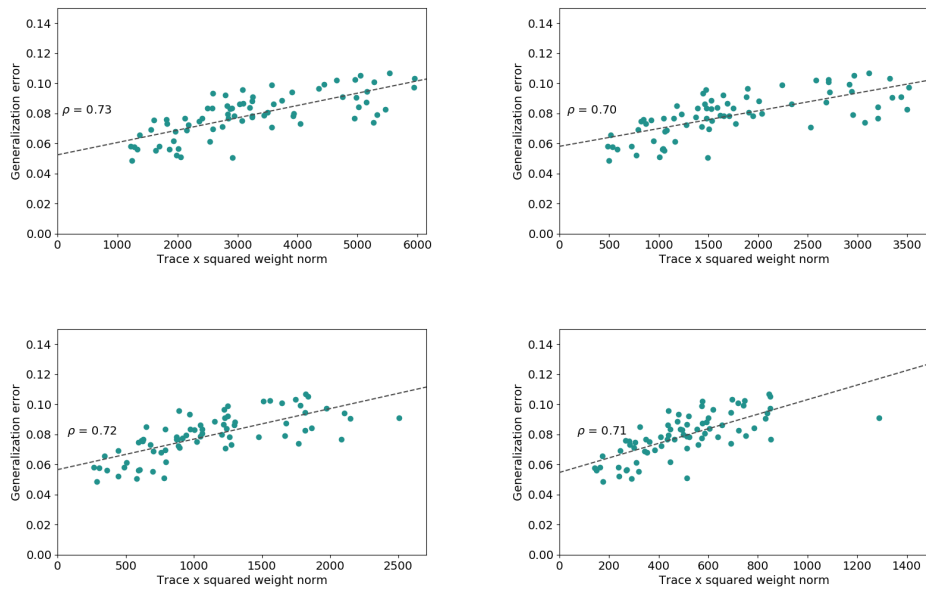 0.14
0.12
0.10
0.08
0.06
0.04
0.02
0.00
Generalization error
ρ = 0.73
0 1000 2000 3000 4000 5000 6000
Trace x squared weight norm
0.14
0.12
0.10
0.08
0.06
0.04
0.02
0.00
Generalization error
ρ = 0.70
0 500 1000 1500 2000 2500 3000 3500
Trace x squared weight norm
0.14
0.12
0.10
0.08
0.06
0.04
0.02
0.00
Generalization error
ρ = 0.72
500 1000 1500 2000 2500
Trace x squared weight norm
0.14
0.12
0.10
0.08
0.06
0.04
0.02
0.00
Generalization error
ρ = 0.71
0 200 400 600 800 1000 1200 1400
Trace x squared weight norm